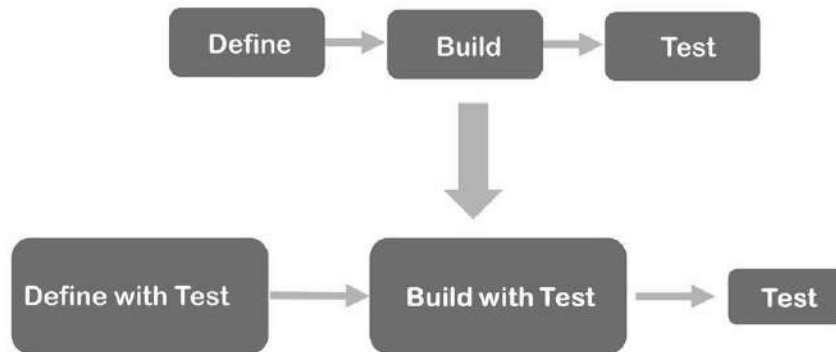 Define
Build
Test
Define with Test
Build with Test
Test